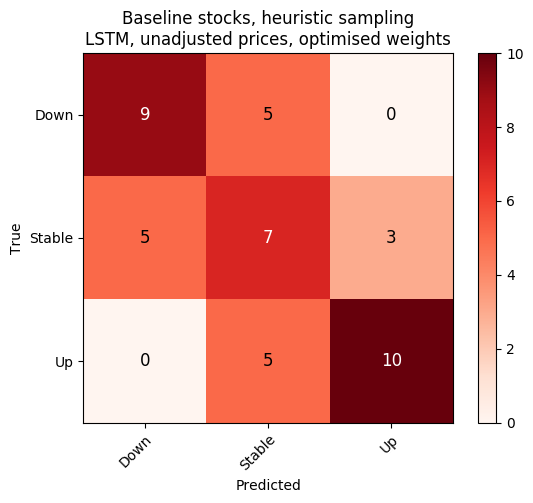 Baseline stocks, heuristic sampling
LSTM, unadjusted prices, optimised weights
Down 9 5 0
Stable 5 7 3
Up 0 5 10
True
Down Stable Up
Predicted
10
8
6
4
2
0